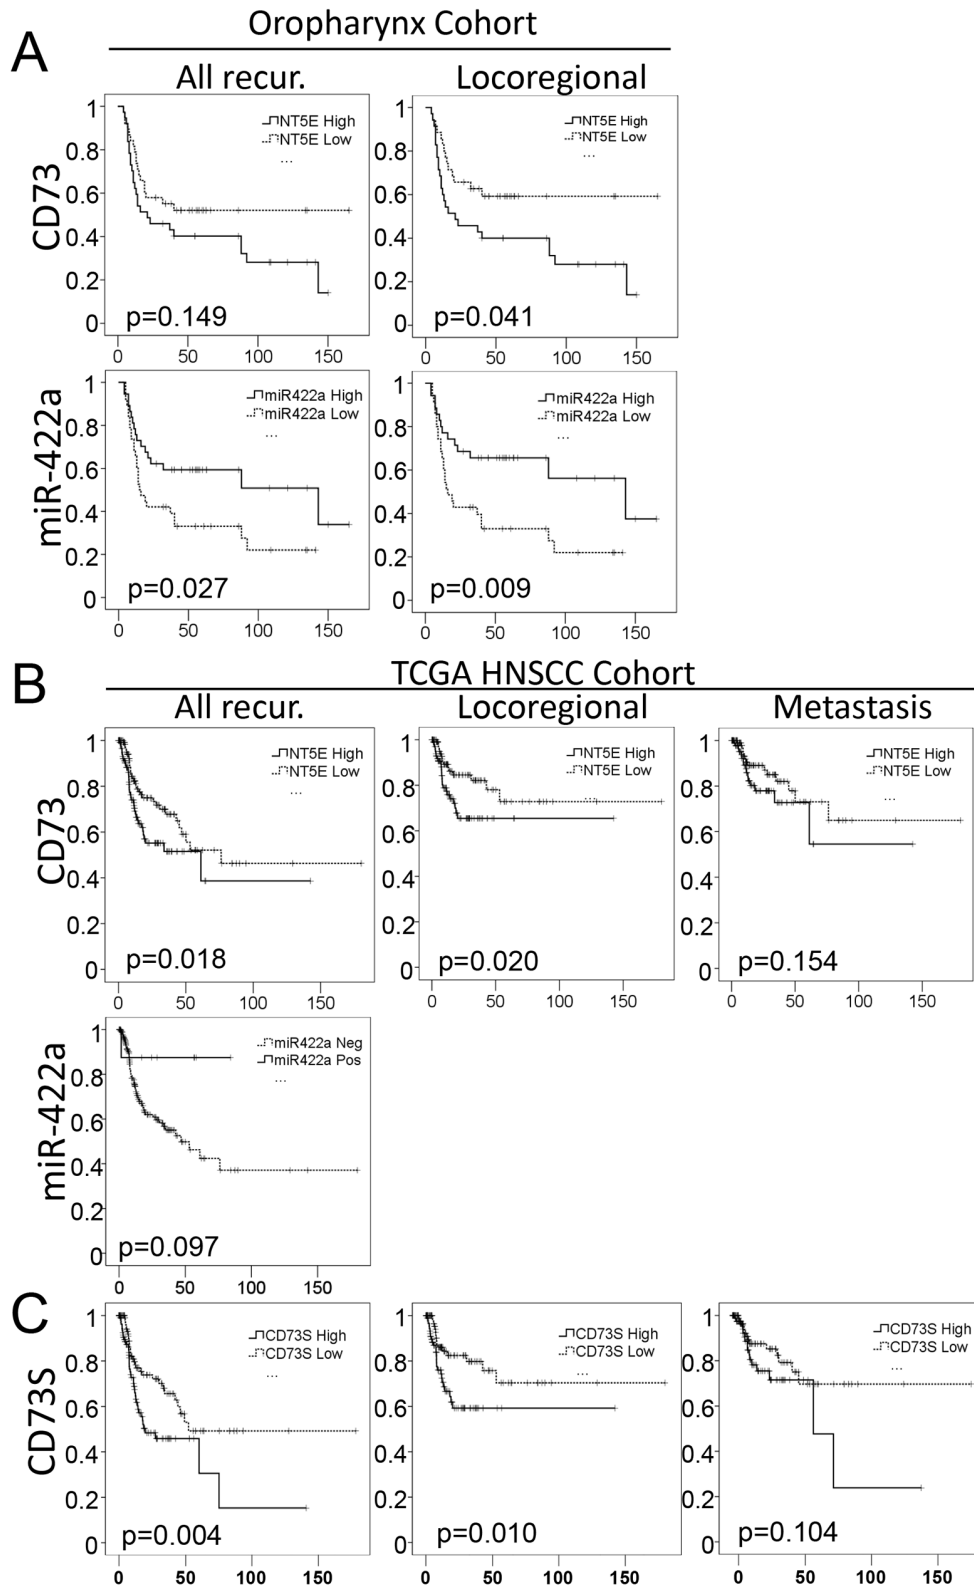 A
Oropharynx Cohort
All recur.
Locoregional
CD73
1
0.8
0.6
0.4
0.2
0
NT5E High
NT5E Low
...
p=0.149
0 50 100 150
1
0.8
0.6
0.4
0.2
0
NT5E High
NT5E Low
...
p=0.041
0 50 100 150
miR-422a
1
0.8
0.6
0.4
0.2
0
miR422a High
miR422a Low
...
p=0.027
0 50 100 150
1
0.8
0.6
0.4
0.2
0
miR422a High
miR422a Low
...
p=0.009
0 50 100 150
B
TCGA HNSCC Cohort
All recur.
Locoregional
Metastasis
CD73
1
0.8
0.6
0.4
0.2
0
NT5E High
NT5E Low
...
p=0.018
0 50 100 150
1
0.8
0.6
0.4
0.2
0
NT5E High
NT5E Low
...
p=0.020
0 50 100 150
1
0.8
0.6
0.4
0.2
0
NT5E High
NT5E Low
...
p=0.154
0 50 100 150
miR-422a
1
0.8
0.6
0.4
0.2
0
miR422a Neg
miR422a Pos
...
p=0.097
0 50 100 150
C
CD73S
1
0.8
0.6
0.4
0.2
0
CD73S High
CD73S Low
...
p=0.004
0 50 100 150
1
0.8
0.6
0.4
0.2
0
CD73S High
CD73S Low
...
p=0.010
0 50 100 150
1
0.8
0.6
0.4
0.2
0
CD73S High
CD73S Low
...
p=0.104
0 50 100 150